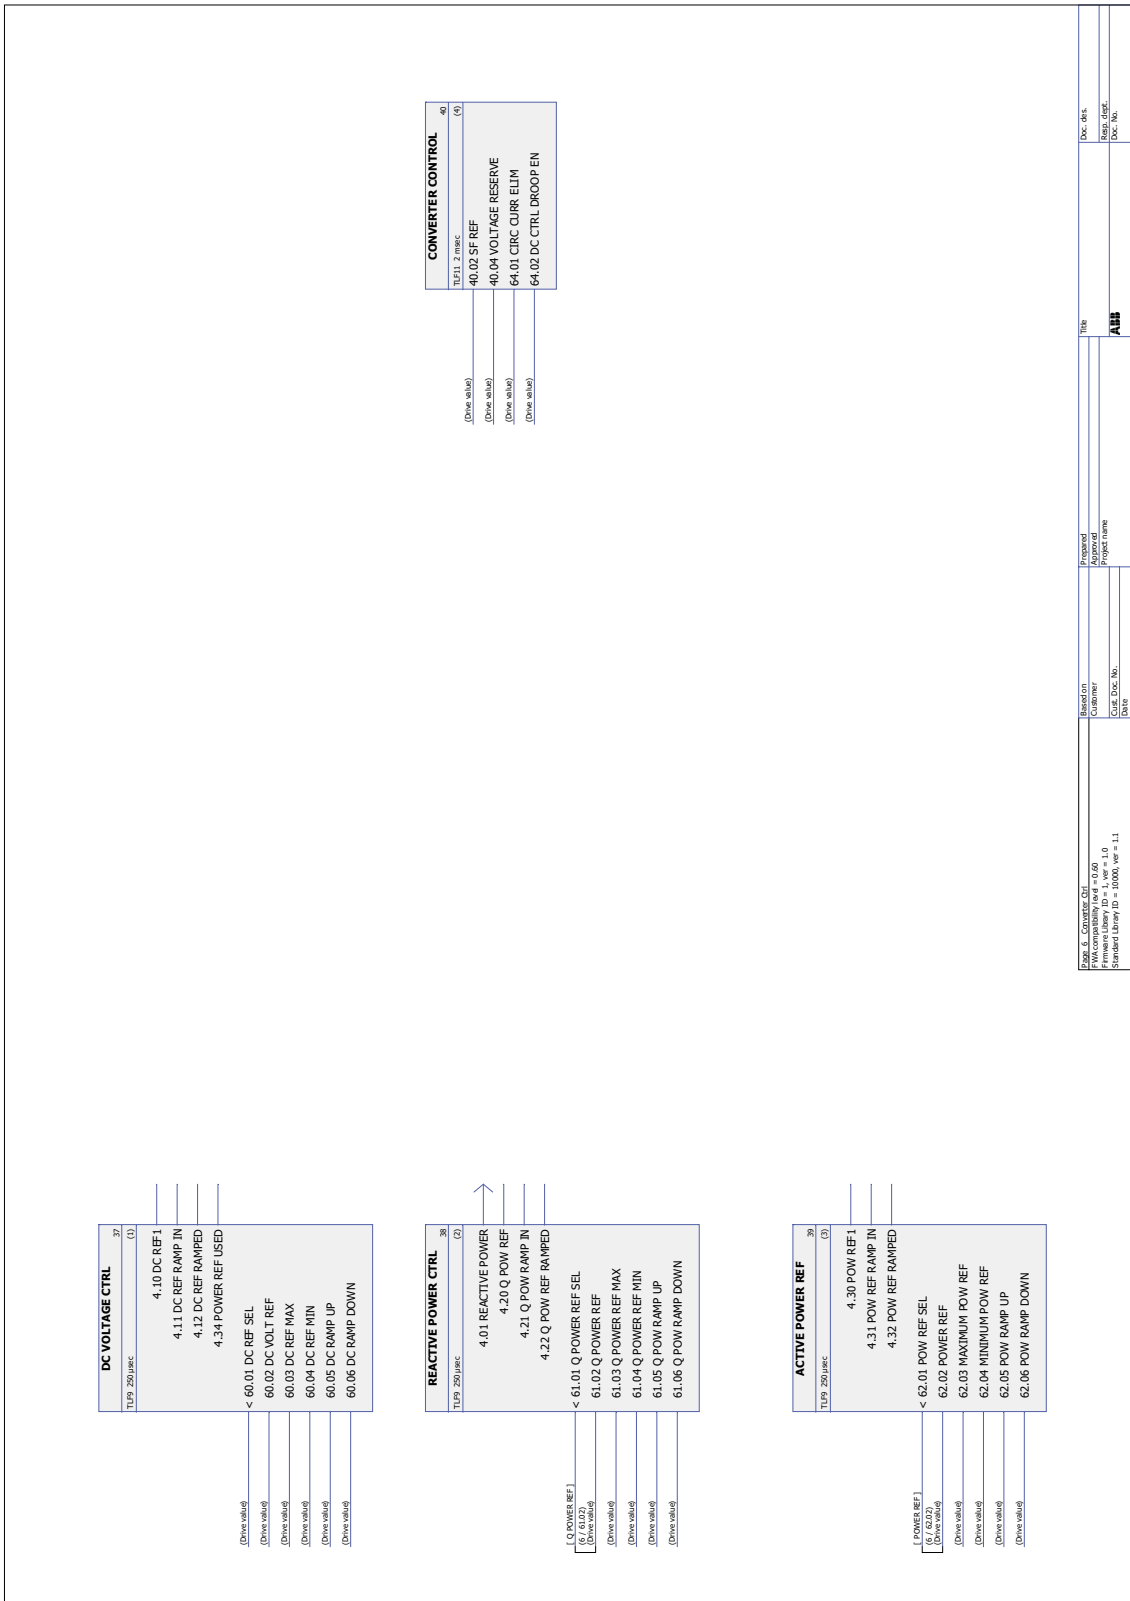 DC VOLTAGE CTRL
37
TLF9 250 µsec
(1)
4.10 DC REF1
4.11 DC REF RAMP IN
4.12 DC REF RAMPED
4.34 POWER REF USED
< 60.01 DC REF SEL
(Drive value)
60.02 DC VOLT REF
(Drive value)
60.03 DC REF MAX
(Drive value)
60.04 DC REF MIN
(Drive value)
60.05 DC RAMP UP
(Drive value)
60.06 DC RAMP DOWN
(Drive value)
REACTIVE POWER CTRL
38
TLF9 250 µsec
(2)
4.01 REACTIVE POWER
4.20 Q POW REF
4.21 Q POW RAMP IN
4.22 Q POW REF RAMPED
[ Q POWER REF ]
(6 / 61.02)
< 61.01 Q POWER REF SEL
(Drive value)
61.02 Q POWER REF
(Drive value)
61.03 Q POWER REF MAX
(Drive value)
61.04 Q POWER REF MIN
(Drive value)
61.05 Q POW RAMP UP
(Drive value)
61.06 Q POW RAMP DOWN
ACTIVE POWER REF
39
TLF9 250 µsec
(3)
4.30 POW REF1
4.31 POW REF RAMP IN
4.32 POW REF RAMPED
[ POWER REF ]
(6 / 62.02)
< 62.01 POW REF SEL
(Drive value)
62.02 POWER REF
(Drive value)
62.03 MAXIMUM POW REF
(Drive value)
62.04 MINIMUM POW REF
(Drive value)
62.05 POW RAMP UP
(Drive value)
62.06 POW RAMP DOWN
CONVERTER CONTROL
40
TLF11 2 msec
(4)
(Drive value)
40.02 SF REF
(Drive value)
40.04 VOLTAGE RESERVE
(Drive value)
64.01 CIRC CURR ELIM
(Drive value)
64.02 DC CTRL DROOP EN
Page 6 Converter Ctrl
FWA compatibility level = 0.60
Firmware Library ID = 1, ver = 1.0
Standard Library ID = 10000, ver = 1.1
Based on
Customer
Cust. Doc. No.
Date
Prepared
Approved
Project name
Title
ABB
Doc. des.
Resp. dept.
Doc. No.